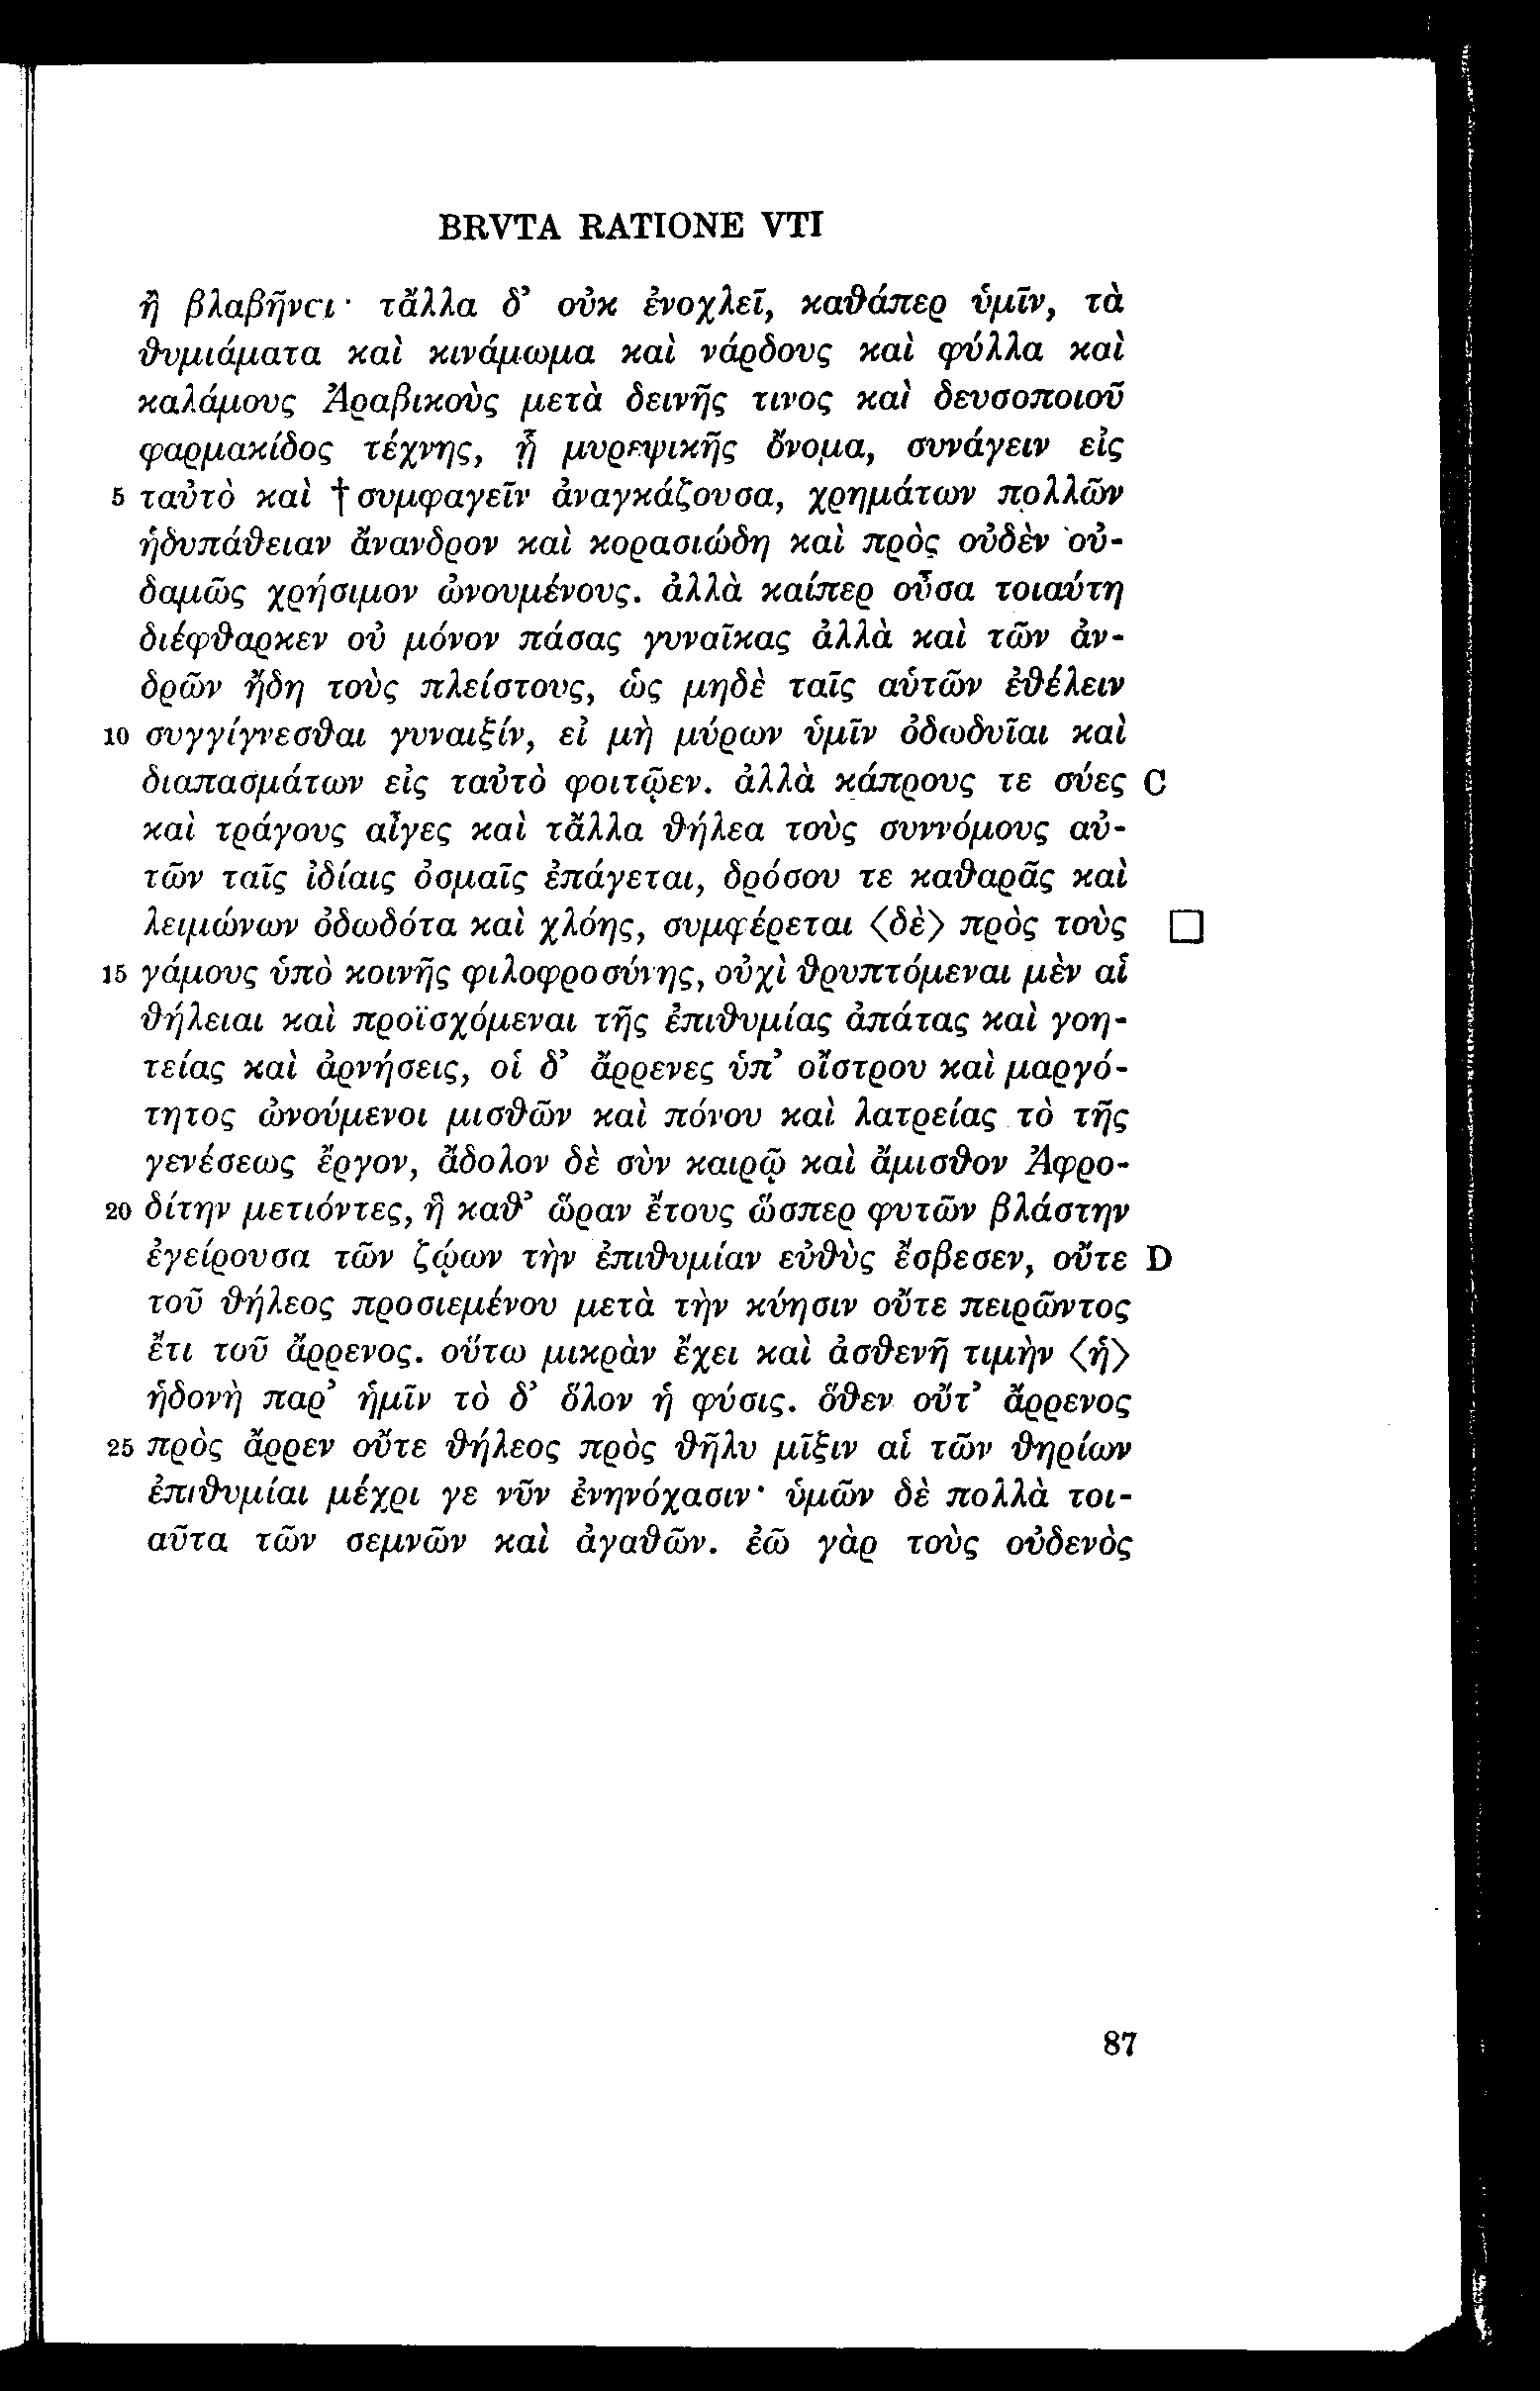 BRVTA RATIONE VTI
ἢ βλαβῆναι· τἄλλα δ’ οὐκ ἐνοχλεῖ, καθάπερ ὑμῖν, τὰ
θυμιάματα καὶ κινάμωμα καὶ νάρδους καὶ φύλλα καὶ
καλάμους Ἀραβικοὺς μετὰ δεινῆς τινος καὶ δευσοποιοῦ
φαρμακίδος τέχνης, ᾗ μυρεψικῆς ὄνομα, συνάγειν εἰς
5 ταὐτὸ καὶ †συμφαγεῖν ἀναγκάζουσα, χρημάτων πολλῶν
ἡδυπάθειαν ἄνανδρον καὶ κορασιώδη καὶ πρὸς οὐδὲν οὐ-
δαμῶς χρήσιμον ὠνουμένους. ἀλλὰ καίπερ οὖσα τοιαύτη
διέφθαρκεν οὐ μόνον πάσας γυναῖκας ἀλλὰ καὶ τῶν ἀν-
δρῶν ἤδη τοὺς πλείστους, ὡς μηδὲ ταῖς αὑτῶν ἐθέλειν
10 συγγίγνεσθαι γυναιξίν, εἰ μὴ μύρων ὑμῖν ὀδωδυῖαι καὶ
διαπασμάτων εἰς ταὐτὸ φοιτῷεν. ἀλλὰ κάπρους τε σύες C
καὶ τράγους αἶγες καὶ τἄλλα θήλεα τοὺς συννόμους αὑ-
τῶν ταῖς ἰδίαις ὀσμαῖς ἐπάγεται, δρόσου τε καθαρᾶς καὶ
λειμώνων ὀδωδότα καὶ χλόης, συμφέρεται ⟨δὲ⟩ πρὸς τοὺς □
15 γάμους ὑπὸ κοινῆς φιλοφροσύνης, οὐχὶ θρυπτόμεναι μὲν αἱ
θήλειαι καὶ προϊσχόμεναι τῆς ἐπιθυμίας ἀπάτας καὶ γοη-
τείας καὶ ἀρνήσεις, οἱ δ’ ἄρρενες ὑπ’ οἴστρου καὶ μαργό-
τητος ὠνούμενοι μισθῶν καὶ πόνου καὶ λατρείας τὸ τῆς
γενέσεως ἔργον, ἄδολον δὲ σὺν καιρῷ καὶ ἄμισθον Ἀφρο-
20 δίτην μετιόντες, ἣ καθ’ ὥραν ἔτους ὥσπερ φυτῶν βλάστην
ἐγείρουσα τῶν ζῴων τὴν ἐπιθυμίαν εὐθὺς ἔσβεσεν, οὔτε D
τοῦ θήλεος προσιεμένου μετὰ τὴν κύησιν οὔτε πειρῶντος
ἔτι τοῦ ἄρρενος. οὕτω μικρὰν ἔχει καὶ ἀσθενῆ τιμὴν ⟨ἡ⟩
ἡδονὴ παρ’ ἡμῖν τὸ δ’ ὅλον ἡ φύσις. ὅθεν οὔτ’ ἄρρενος
25 πρὸς ἄρρεν οὔτε θήλεος πρὸς θῆλυ μῖξιν αἱ τῶν θηρίων
ἐπιθυμίαι μέχρι γε νῦν ἐνηνόχασιν· ὑμῶν δὲ πολλὰ τοι-
αῦτα τῶν σεμνῶν καὶ ἀγαθῶν. ἐῶ γὰρ τοὺς οὐδενὸς
87